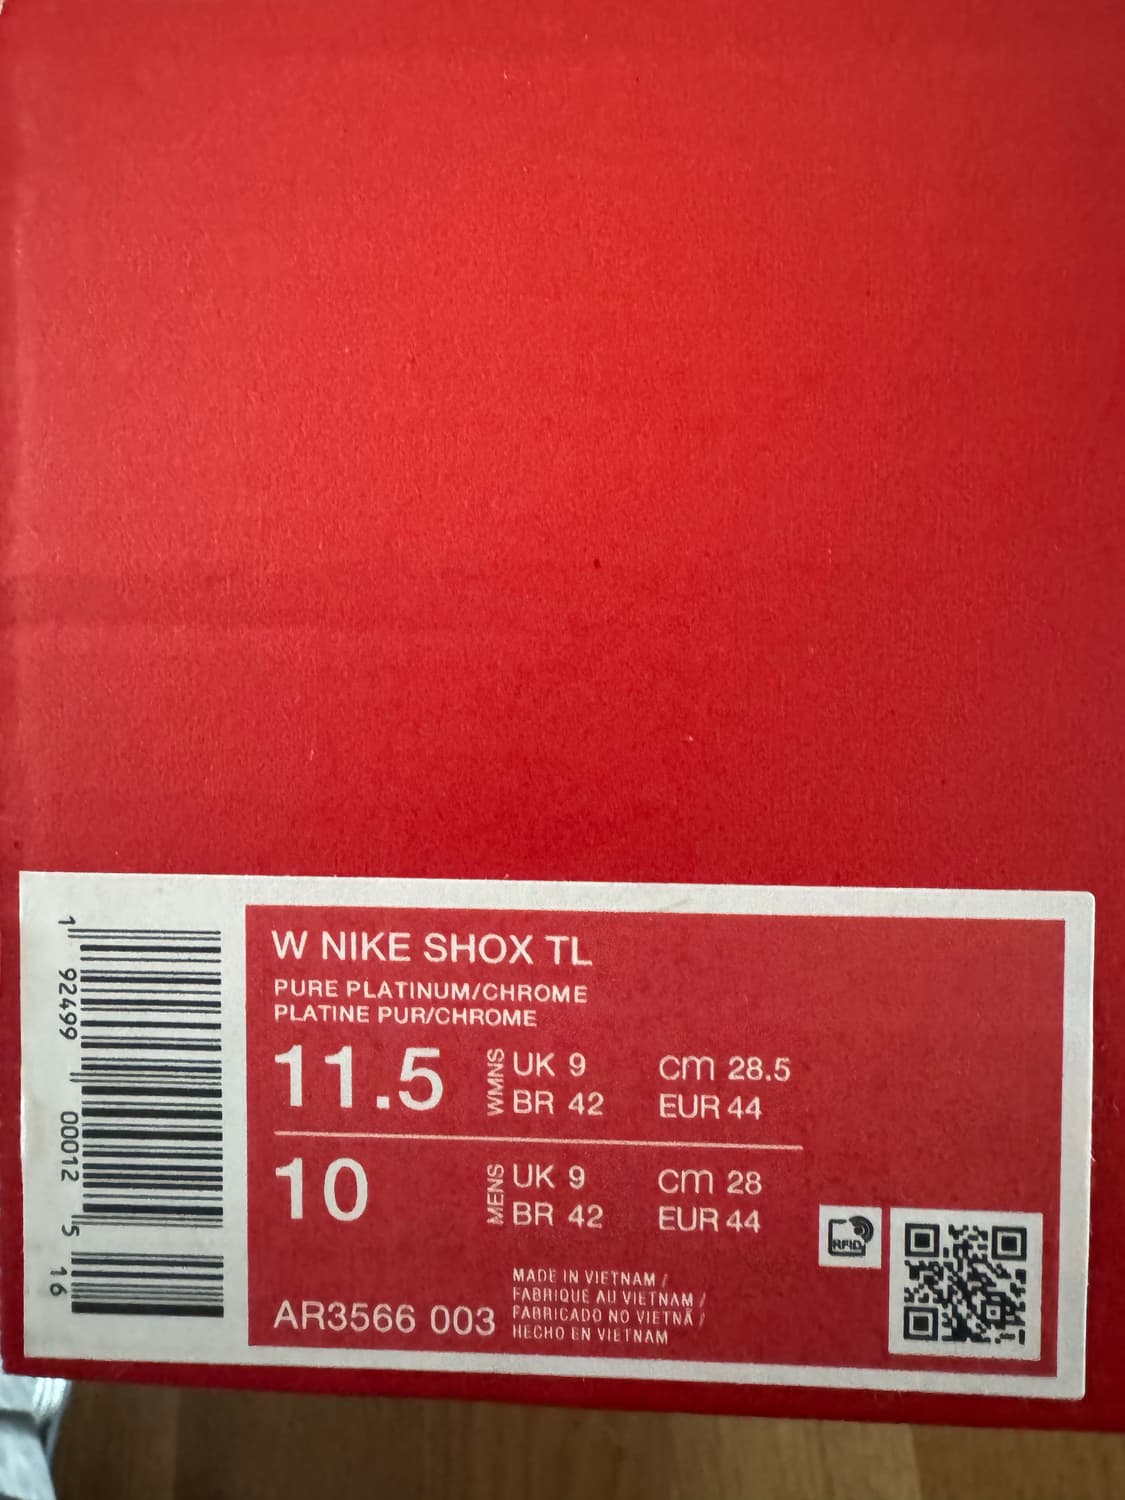 W NIKE SHOX TL
PURE PLATINUM/CHROME
PLATINE PUR/CHROME
11.5 WMNS UK 9 cm 28.5
BR 42 EUR 44
10 MENS UK 9 cm 28
BR 42 EUR 44
AR3566 003
MADE IN VIETNAM /
FABRIQUÉ AU VIETNAM /
FABRICADO NO VIETNÃ /
HECHO EN VIETNAM
RFID
1 92499 00012 5 16